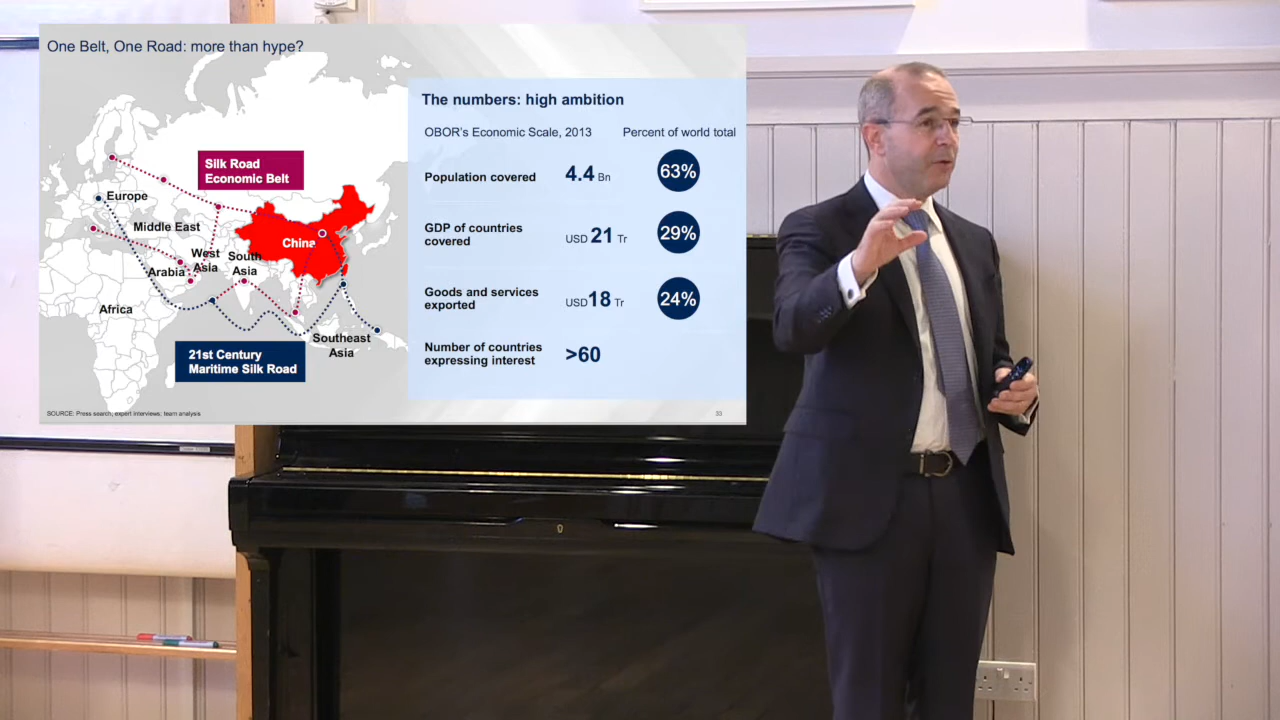 One Belt, One Road: more than hype?
The numbers: high ambition
OBOR's Economic Scale, 2013 Percent of world total
Population covered 4.4 Bn 63%
GDP of countries
covered
USD 21 Tr 29%
Goods and services
exported
USD 18 Tr 24%
Number of countries
expressing interest
>60
Silk Road
Economic Belt
Europe
Middle East
China
West
Asia
South
Asia
Arabia
Africa
Southeast
Asia
21st Century
Maritime Silk Road
SOURCE: Press search; expert interviews; team analysis
33